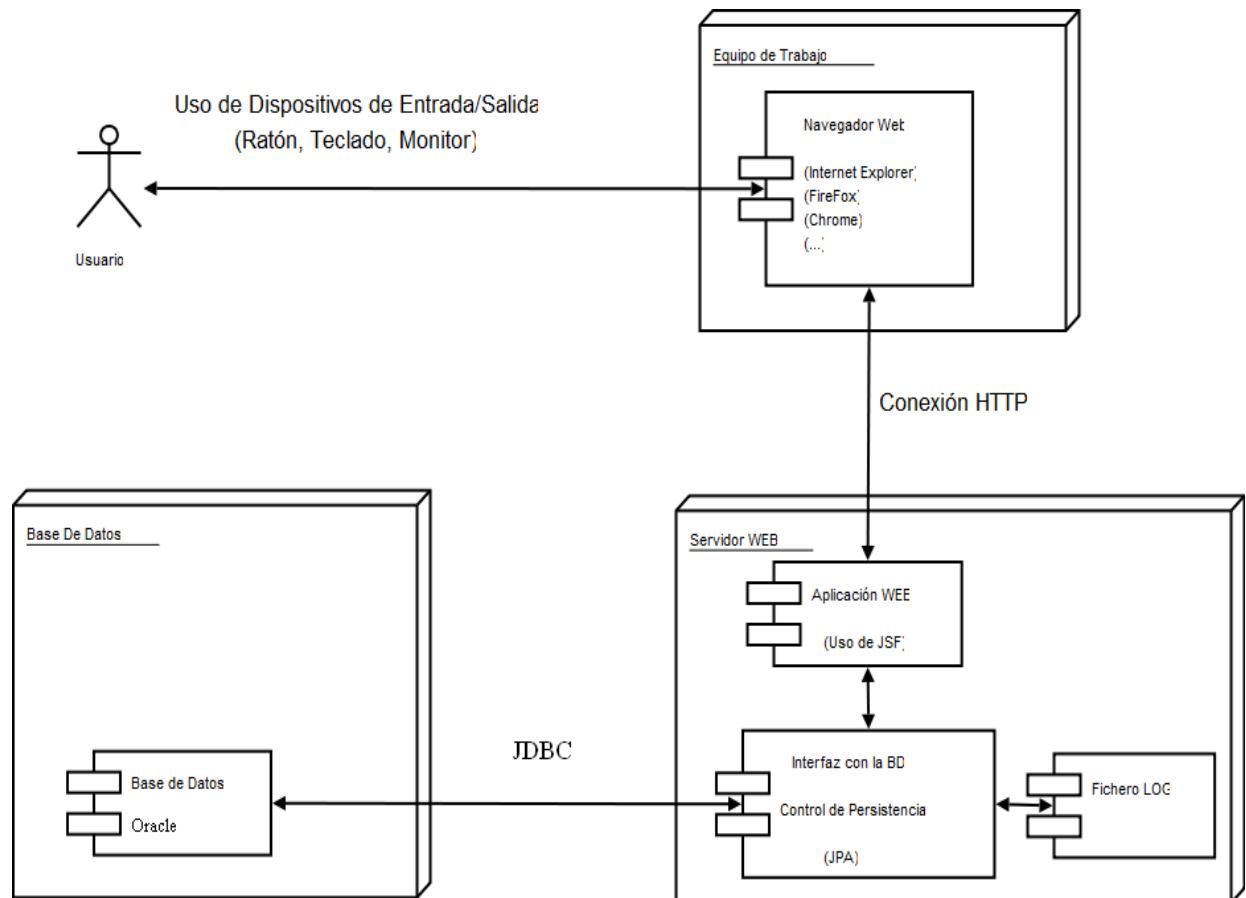 Equipo de Trabajo
Uso de Dispositivos de Entrada/Salida
(Ratón, Teclado, Monitor)
Navegador Web
(Internet Explorer)
(FireFox)
(Chrome)
(...)
Usuario
Conexión HTTP
Base De Datos
Servidor WEB
Aplicación WEB
(Uso de JSF)
JDBC
Interfaz con la BD
Control de Persistencia
(JPA)
Fichero LOG
Base de Datos
Oracle